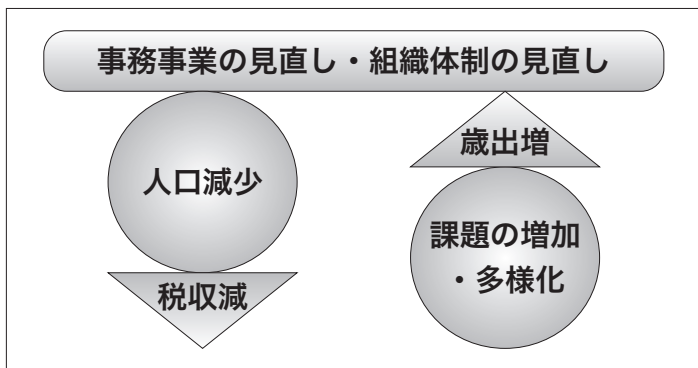 事務事業の見直し・組織体制の見直し
人口減少
税収減
歳出増
課題の増加
・多様化